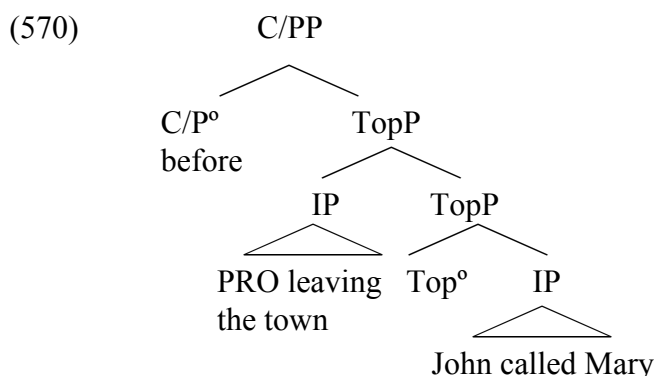 (570) C/PP
C/Pº TopP
before
IP TopP
PRO leaving Topº IP
the town
John called Mary